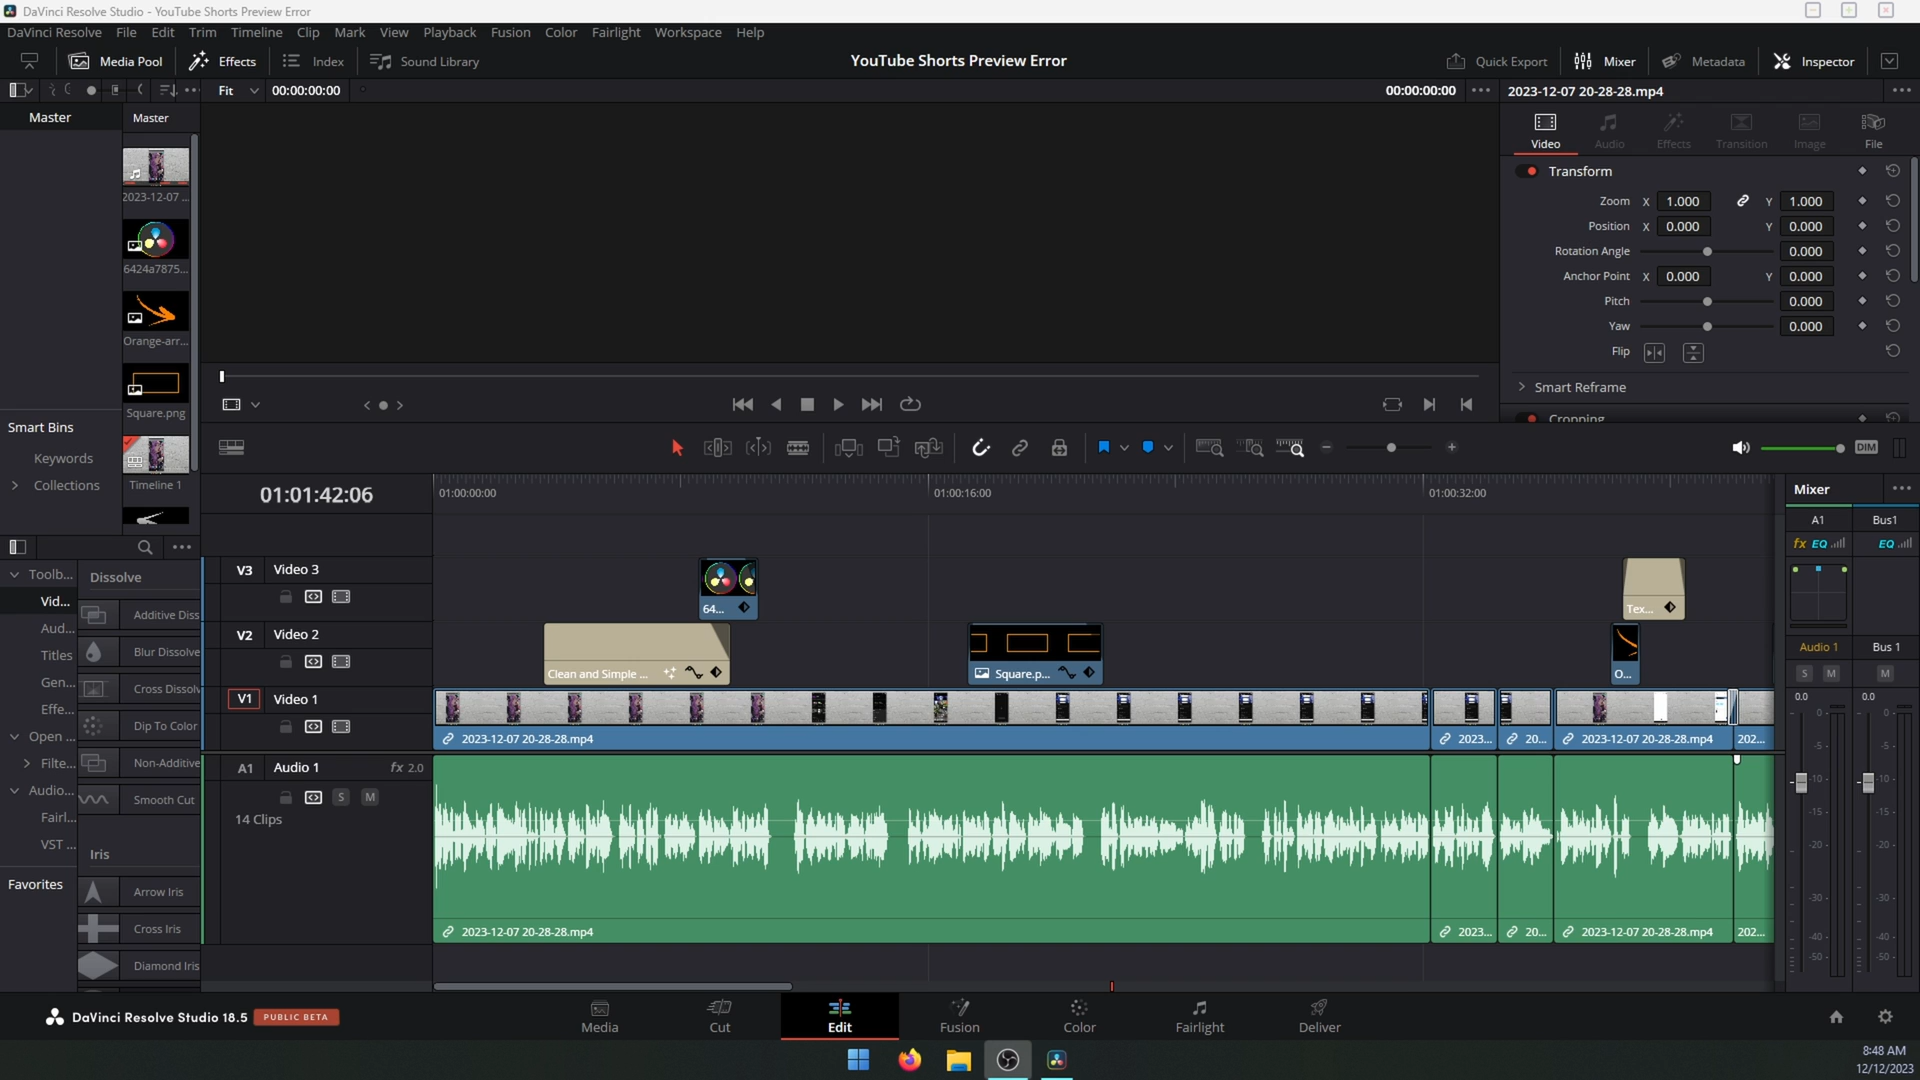 DaVinci Resolve Studio - YouTube Shorts Preview Error
DaVinci Resolve File Edit Trim Timeline Clip Mark View Playback Fusion Color Fairlight Workspace Help
Media Pool Effects Index Sound Library YouTube Shorts Preview Error Quick Export Mixer Metadata Inspector
Fit 00:00:00:00 00:00:00:00 2023-12-07 20-28-28.mp4
Master Master
Video Audio Effects Transition Image File
Transform
2023-12-07 ...
Zoom X 1.000 Y 1.000
Position X 0.000 Y 0.000
Rotation Angle 0.000
6424a7875...
Anchor Point X 0.000 Y 0.000
Pitch 0.000
Yaw 0.000
Orange-arr...
Flip
Smart Reframe
Square.png
Cropping
Smart Bins
Keywords
Collections
Timeline 1
DIM
01:01:42:06
01:00:00:00 01:00:16:00 01:00:32:00
Mixer
A1 Bus1
fx EQ EQ
Toolb... Dissolve
Vid... Additive Diss
Aud...
Titles Blur Dissolve
Gen... Cross Dissolv
Effe... Dip To Color
Open ...
Filte... Non-Additive
Audio... Smooth Cut
Fairl...
VST ... Iris
Favorites Arrow Iris
Cross Iris
Diamond Iris
V3 Video 3
64... Tex...
V2 Video 2
Clean and Simple ... Square.p... O...
V1 Video 1
2023-12-07 20-28-28.mp4 2023... 20... 2023-12-07 20-28-28.mp4 202...
A1 Audio 1 fx 2.0
S M
14 Clips
2023-12-07 20-28-28.mp4 2023... 20... 2023-12-07 20-28-28.mp4 202...
Audio 1 Bus 1
S M M
0.0 0.0
0- 0-
-5- -5-
-10- -10-
-15- -15-
-20- -20-
-30- -30-
-40- -40-
-50- -50-
DaVinci Resolve Studio 18.5 PUBLIC BETA
Media Cut Edit Fusion Color Fairlight Deliver
8:48 AM
12/12/2023